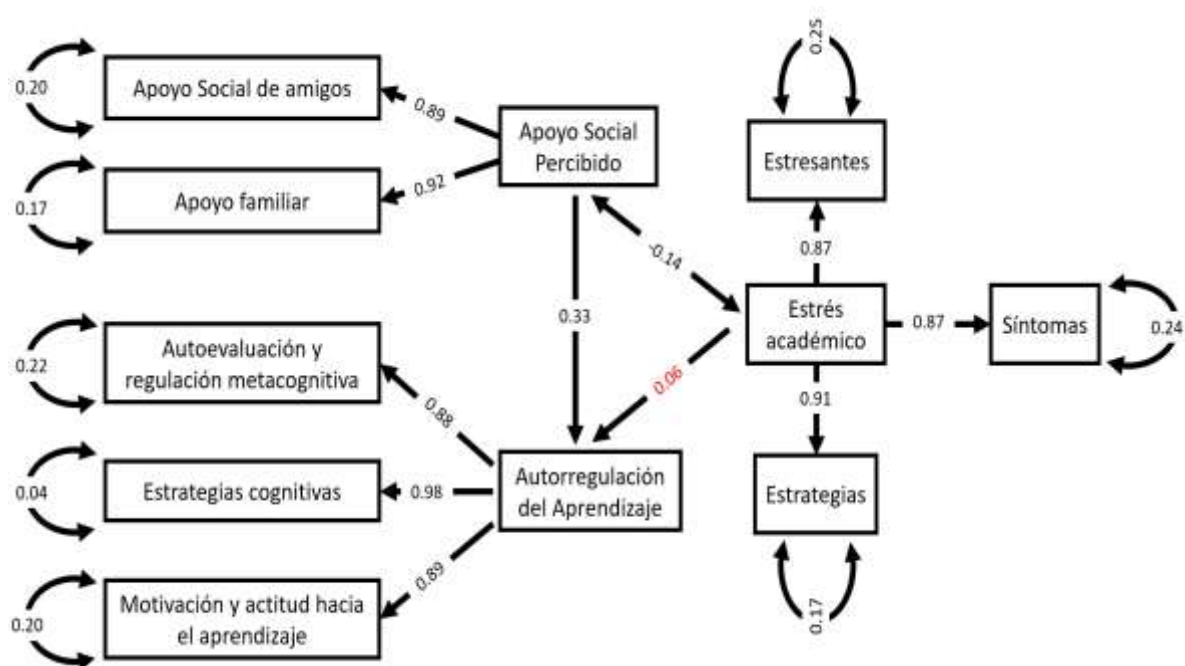 0.25
0.20
Apoyo Social de amigos
0.89
Apoyo Social
Percibido
Estresantes
0.17
Apoyo familiar
0.92
-0.14
0.87
0.33
Estrés
académico
0.87
Síntomas
0.24
0.22
Autoevaluación y
regulación metacognitiva
0.88
0.06
0.91
0.04
Estrategias cognitivas
0.98
Autorregulación
del Aprendizaje
Estrategias
0.89
0.17
0.20
Motivación y actitud hacia
el aprendizaje